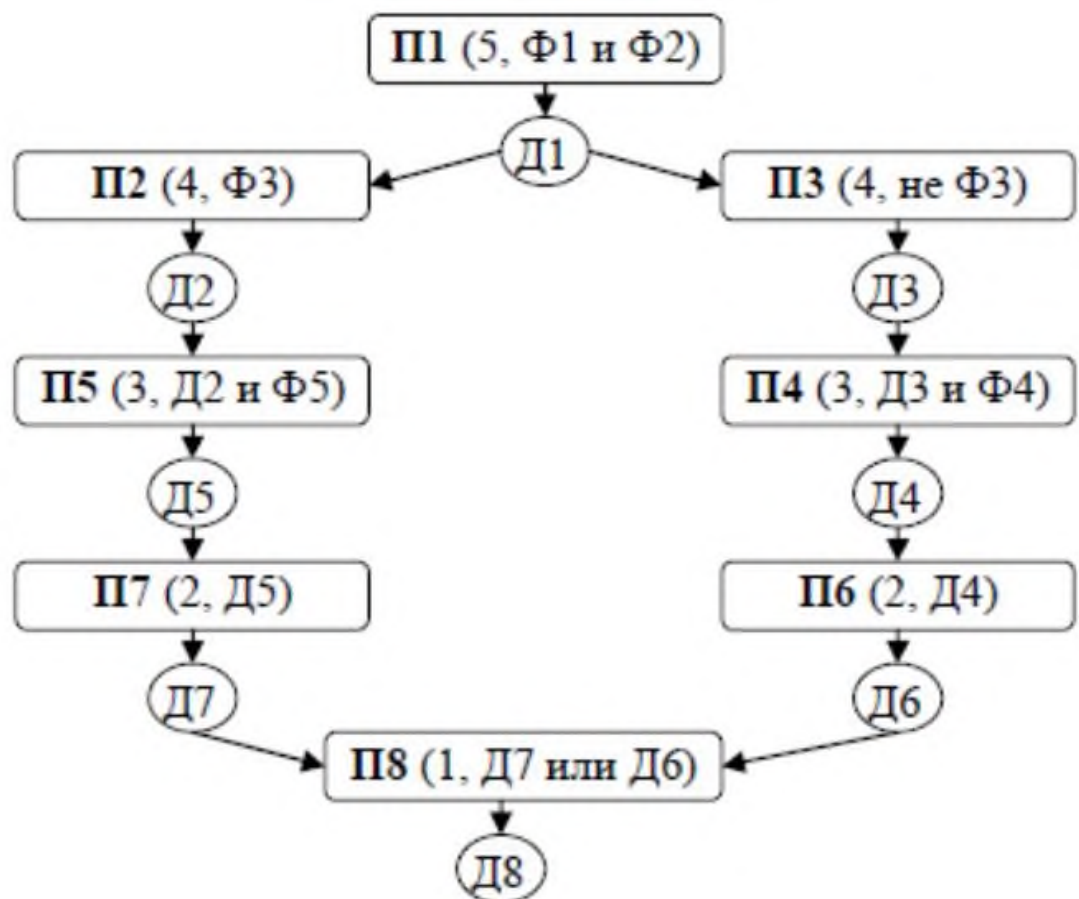 П1 (5, Ф1 и Ф2)
Д1
П2 (4, Ф3)
П3 (4, не Ф3)
Д2
Д3
П5 (3, Д2 и Ф5)
П4 (3, Д3 и Ф4)
Д5
Д4
П7 (2, Д5)
П6 (2, Д4)
Д7
Д6
П8 (1, Д7 или Д6)
Д8